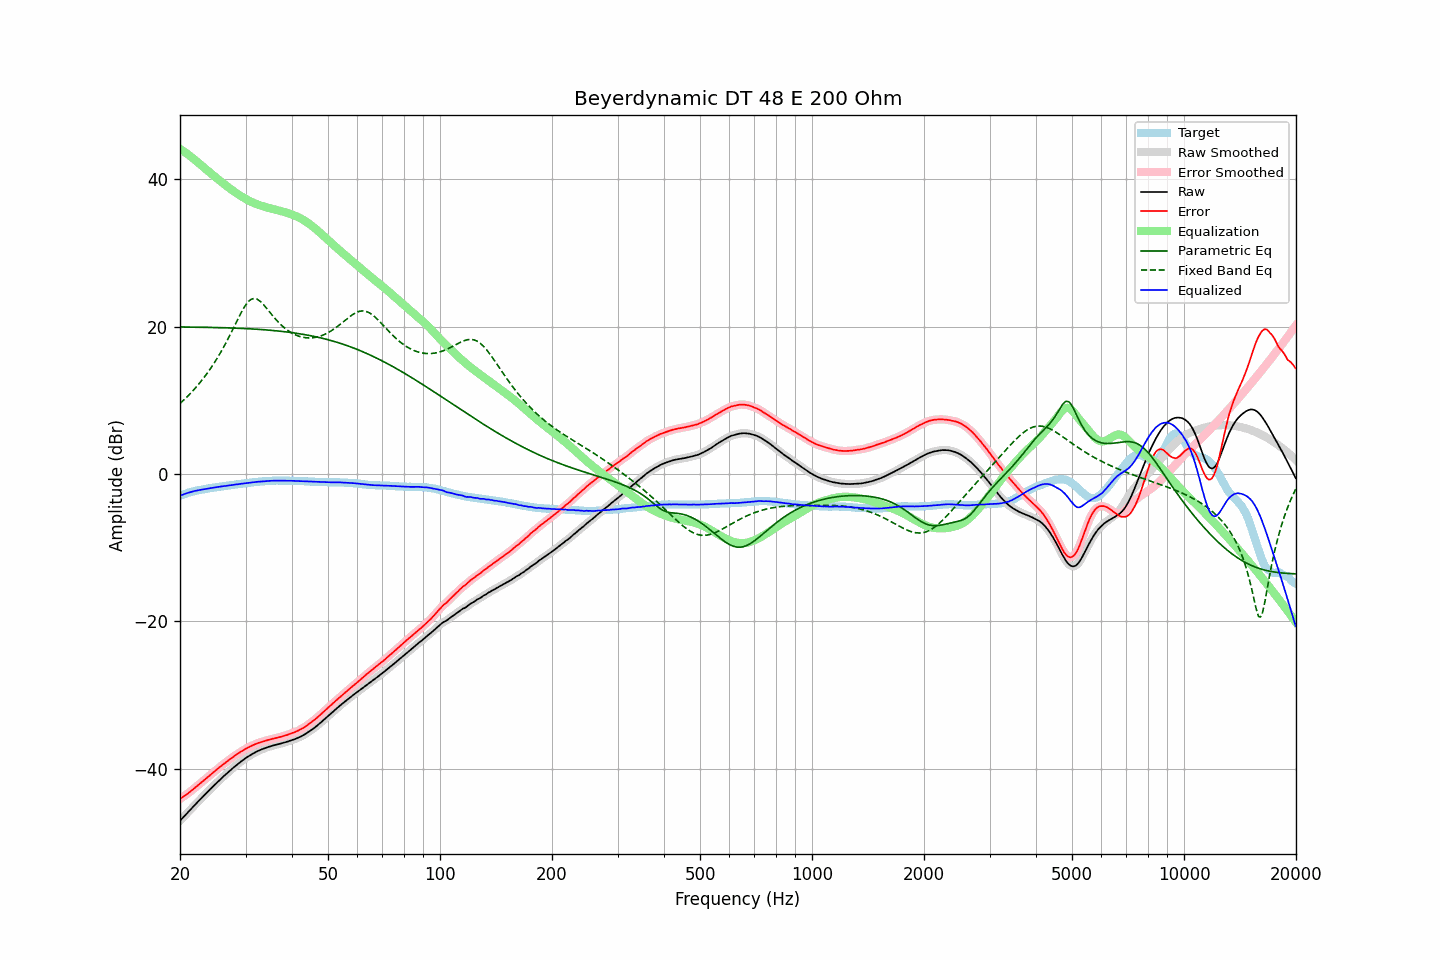 Beyerdynamic DT 48 E 200 Ohm
Amplitude (dBr)
40
20
0
−20
−40
20
50
100
200
500
1000
2000
5000
10000
20000
Frequency (Hz)
Target
Raw Smoothed
Error Smoothed
Raw
Error
Equalization
Parametric Eq
Fixed Band Eq
Equalized